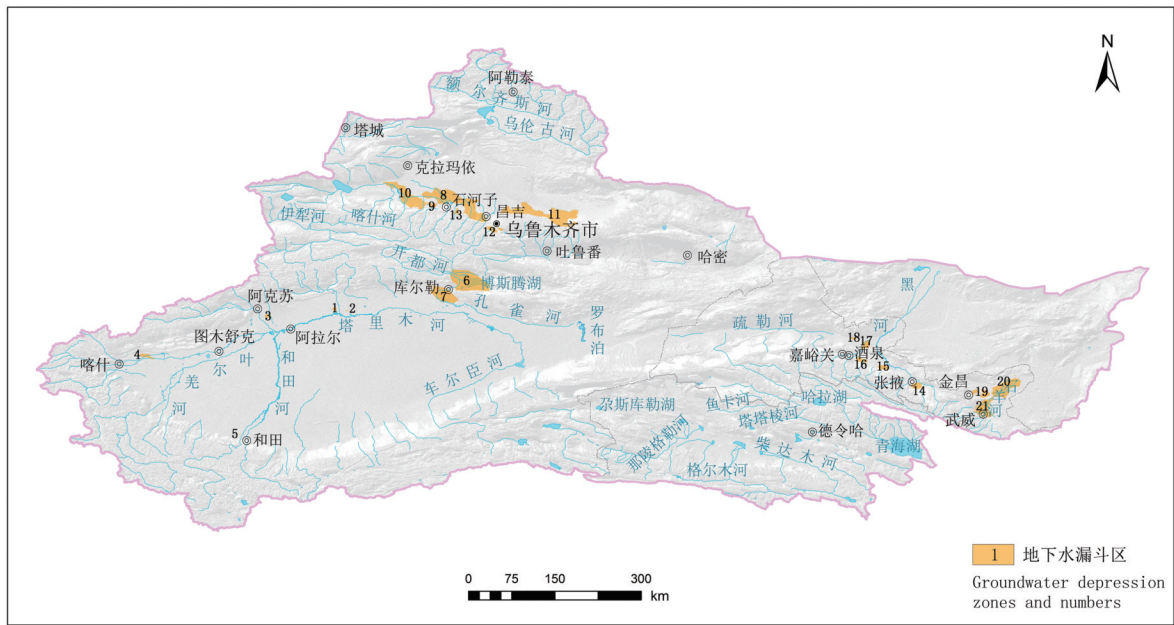 N
阿勒泰
额尔齐斯河
乌伦古河
塔城
克拉玛依
10
8
石河子
9
13
昌吉
11
12
乌鲁木齐市
伊犁河
喀什河
吐鲁番
哈密
开都河
6
博斯腾湖
库尔勒
7
孔雀河
罗布泊
阿克苏
3
1
2
塔里木河
阿拉尔
图木舒克
4
喀什
叶尔羌河
和田河
车尔臣河
5
和田
黑河
疏勒河
18
17
嘉峪关
酒泉
16
15
张掖
14
金昌
19
20
21
武威
羊河
哈拉湖
鱼卡河
尕斯库勒湖
塔塔棱河
德令哈
那陵格勒河
柴达木河
青海湖
格尔木河
0 75 150 300
km
1 地下水漏斗区
Groundwater depression
zones and numbers